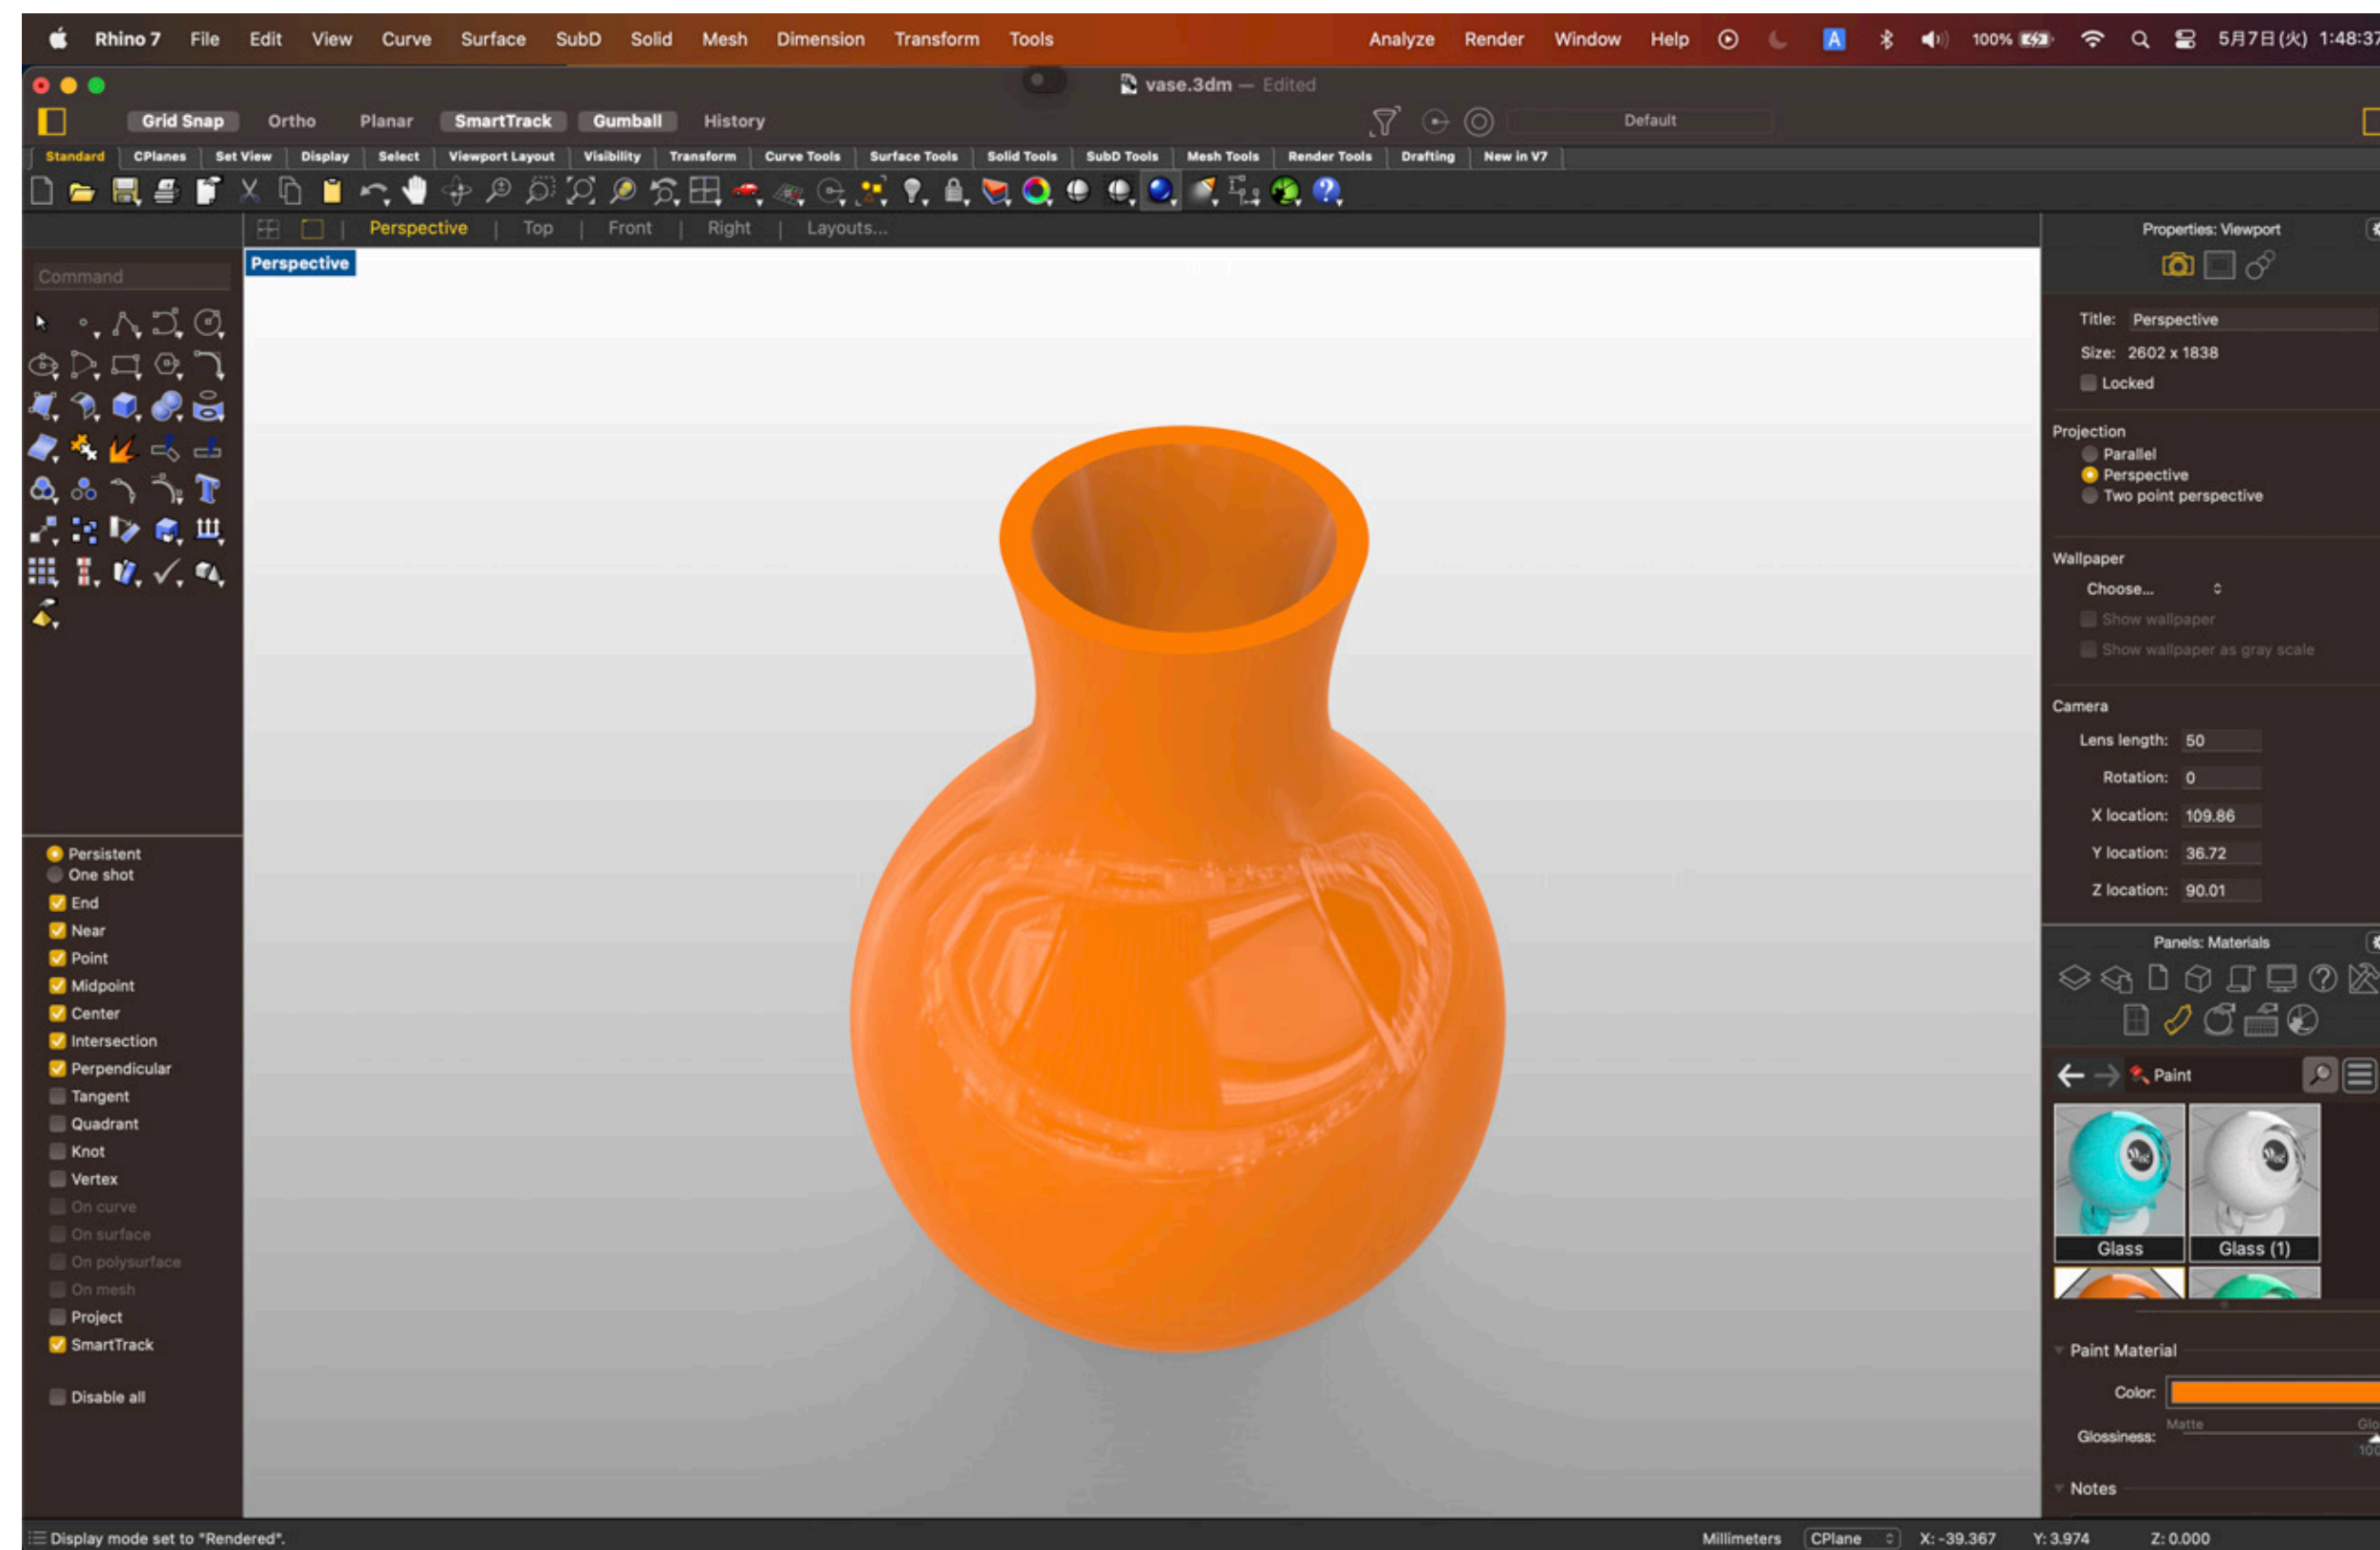 Rhino 7 File Edit View Curve Surface SubD Solid Mesh Dimension Transform Tools Analyze Render Window Help A 100% 5月7日(火) 1:48:37
vase.3dm — Edited
Grid Snap Ortho Planar SmartTrack Gumball History Default
Standard CPlanes Set View Display Select Viewport Layout Visibility Transform Curve Tools Surface Tools Solid Tools SubD Tools Mesh Tools Render Tools Drafting New in V7
Perspective Top Front Right Layouts...
Command
Perspective
Persistent
One shot
End
Near
Point
Midpoint
Center
Intersection
Perpendicular
Tangent
Quadrant
Knot
Vertex
On curve
On surface
On polysurface
On mesh
Project
SmartTrack
Disable all
Properties: Viewport
Title: Perspective
Size: 2602 x 1838
Locked
Projection
Parallel
Perspective
Two point perspective
Wallpaper
Choose...
Show wallpaper
Show wallpaper as gray scale
Camera
Lens length: 50
Rotation: 0
X location: 109.86
Y location: 36.72
Z location: 90.01
Panels: Materials
Paint
Glass Glass (1)
Paint Material
Color:
Matte
Glossiness:
Notes
Display mode set to "Rendered". Millimeters CPlane X: -39.367 Y: 3.974 Z: 0.000